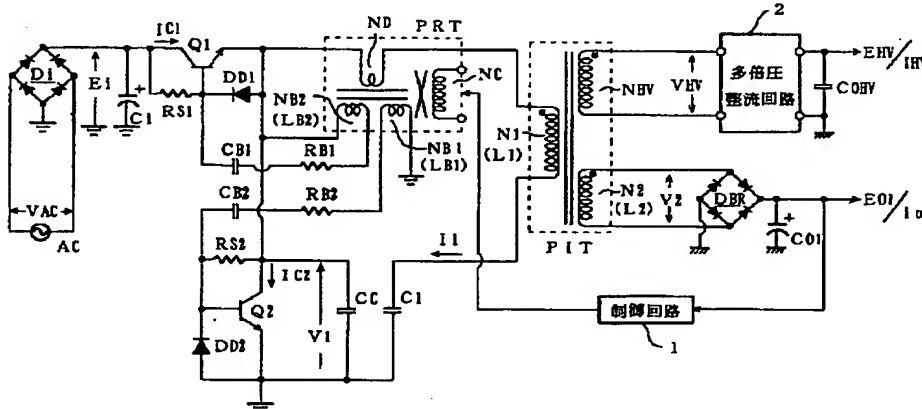 2
IC1
Q1
ND
PRT
EHV/IHV
Di
Ei
DD1
NC
VHV
多倍圧
整流回路
COHV
C1
RS1
NB2
(LB2)
NHV
N1
(L1)
CB1
RB1
NB1
(LB1)
CB2
RB2
V2
DBR
EO1/Io
VAC
N2
(L2)
AC
RS2
I1
PIT
CO1
IC2
CC
C1
Q2
V1
制御回路
DD2
1